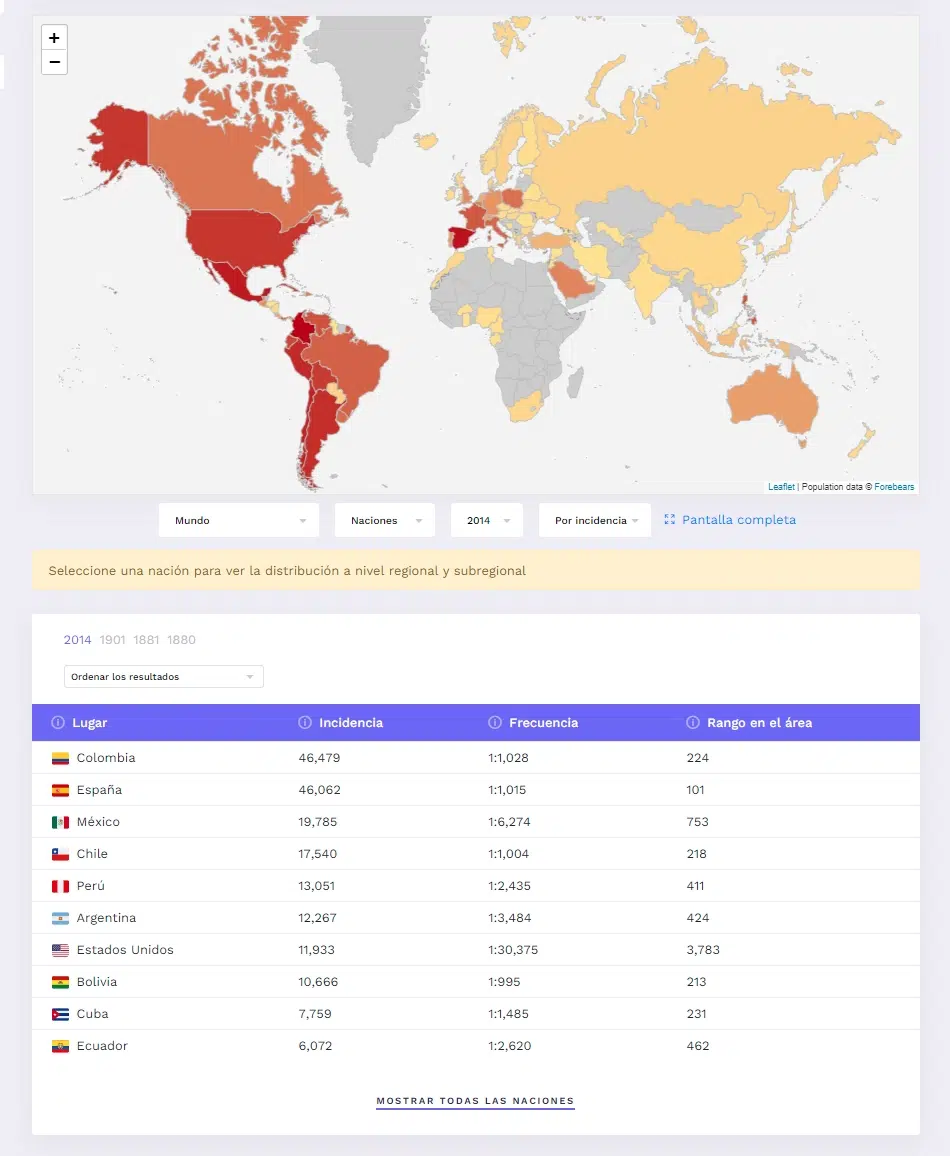 +
−
Leaflet | Population data © Forebears
Mundo Naciones 2014 Por incidencia Pantalla completa
Seleccione una nación para ver la distribución a nivel regional y subregional
2014 1901 1881 1880
Ordenar los resultados
Lugar Incidencia Frecuencia Rango en el área
Colombia 46,479 1:1,028 224
España 46,062 1:1,015 101
México 19,785 1:6,274 753
Chile 17,540 1:1,004 218
Perú 13,051 1:2,435 411
Argentina 12,267 1:3,484 424
Estados Unidos 11,933 1:30,375 3,783
Bolivia 10,666 1:995 213
Cuba 7,759 1:1,485 231
Ecuador 6,072 1:2,620 462
MOSTRAR TODAS LAS NACIONES